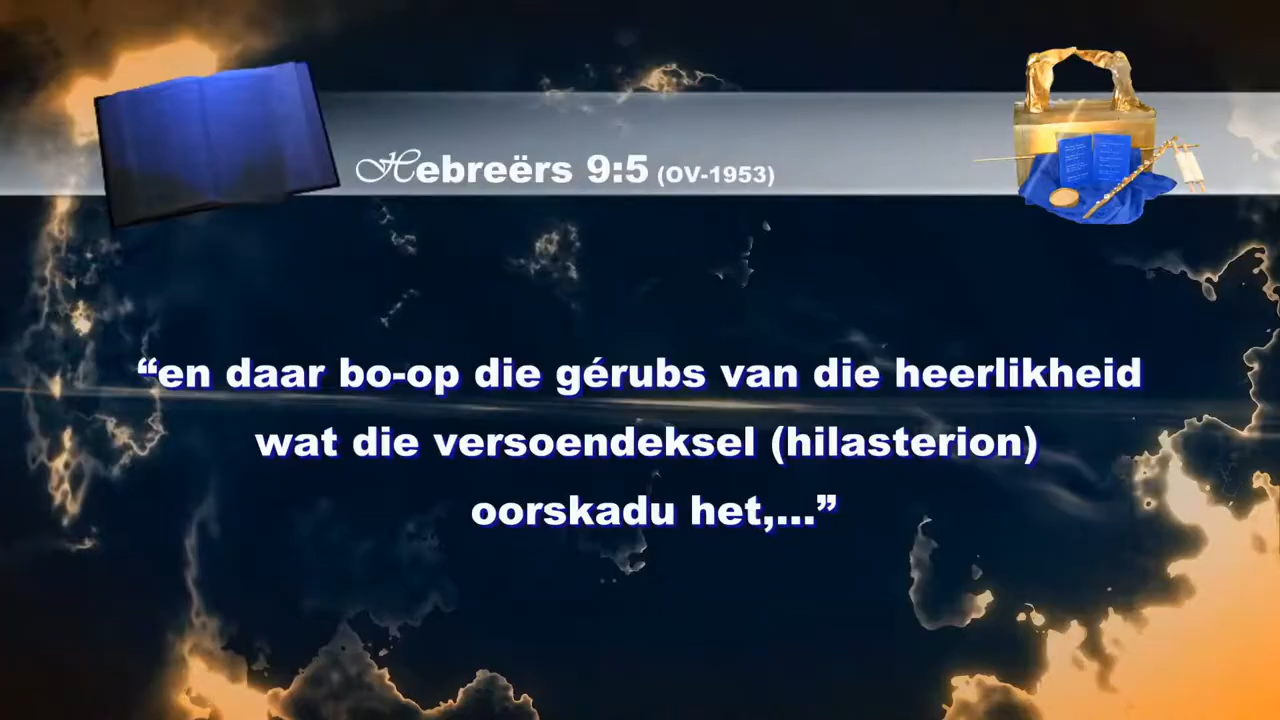 Hebreërs 9:5 (OV-1953)
“en daar bo-op die gérubs van die heerlikheid
wat die versoendeksel (hilasterion)
oorskadu het,...”